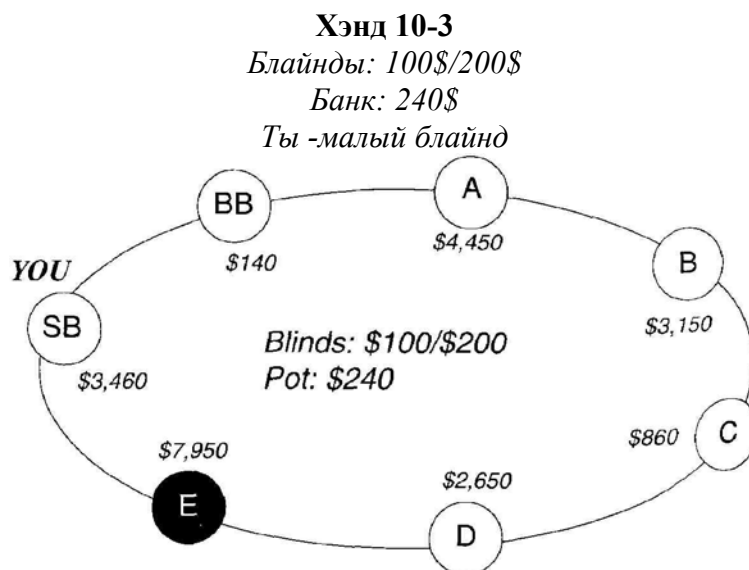 Хэнд 10-3
Блайнды: 100$/200$
Банк: 240$
Ты -малый блайнд
BB
A
$140
$4,450
B
YOU
SB
$3,150
Blinds: $100/$200
Pot: $240
$3,460
$860
C
$7,950
$2,650
E
D